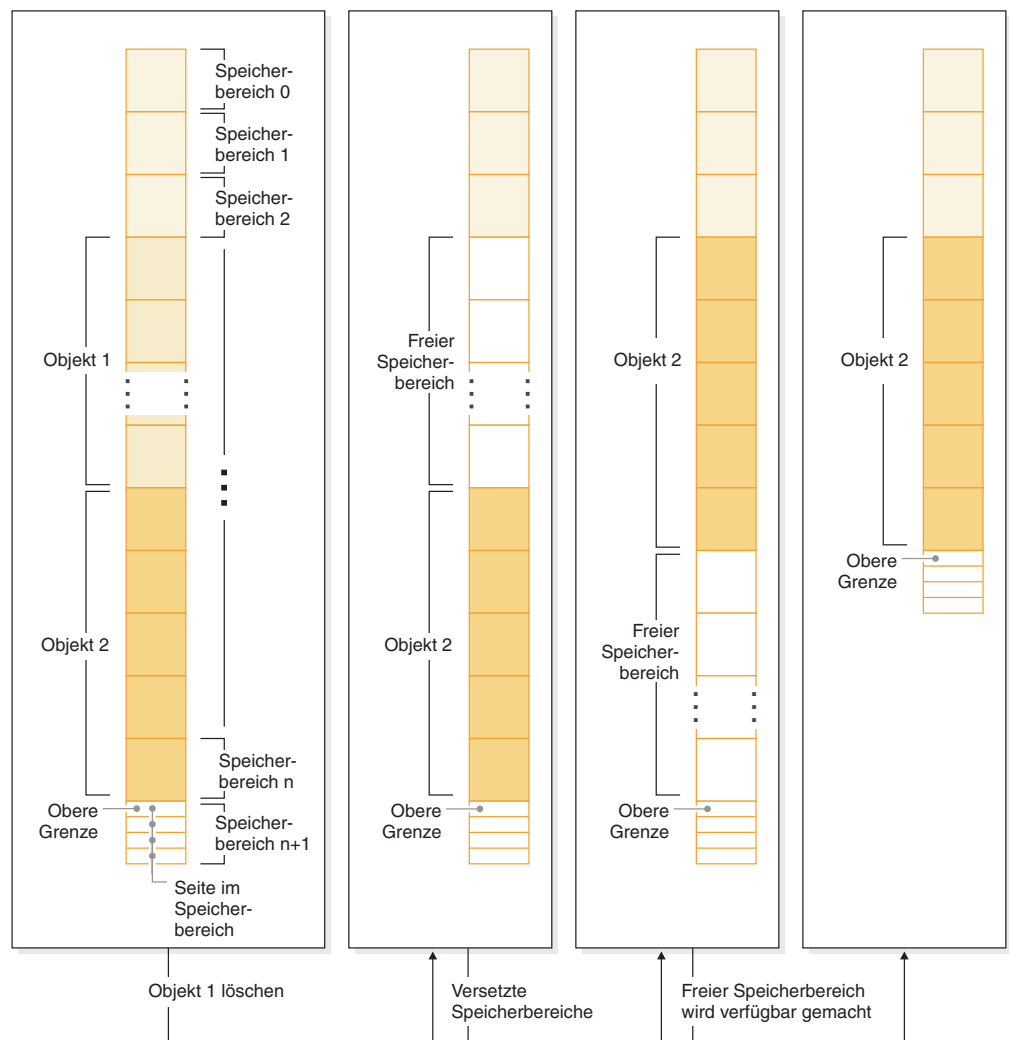 Speicher-
bereich 0
Speicher-
bereich 1
Speicher-
bereich 2
Objekt 1
Objekt 2
Speicher-
bereich n
Obere
Grenze
Speicher-
bereich n+1
Seite im
Speicher-
bereich
Freier
Speicher-
bereich
Objekt 2
Obere
Grenze
Objekt 2
Freier
Speicher-
bereich
Obere
Grenze
Objekt 2
Obere
Grenze
Objekt 1 löschen
Versetzte
Speicherbereiche
Freier Speicherbereich
wird verfügbar gemacht